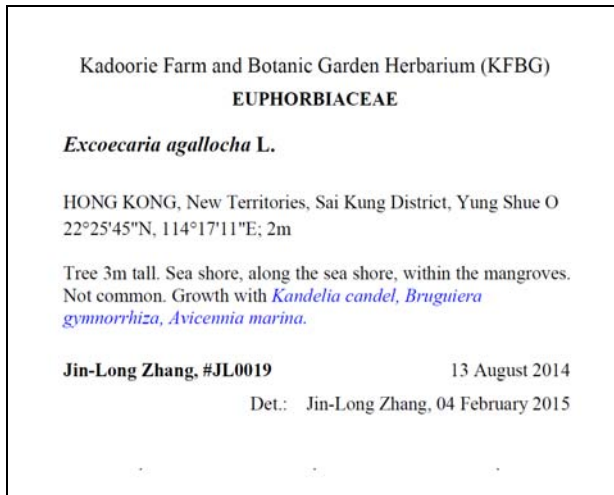 Kadoorie Farm and Botanic Garden Herbarium (KFBG)
EUPHORBIACEAE
Excoecaria agallocha L.
HONG KONG, New Territories, Sai Kung District, Yung Shue O
22°25'45"N, 114°17'11"E; 2m
Tree 3m tall. Sea shore, along the sea shore, within the mangroves.
Not common. Growth with Kandelia candel, Bruguiera
gymnorrhiza, Avicennia marina.
Jin-Long Zhang, #JL0019 13 August 2014
Det.: Jin-Long Zhang, 04 February 2015